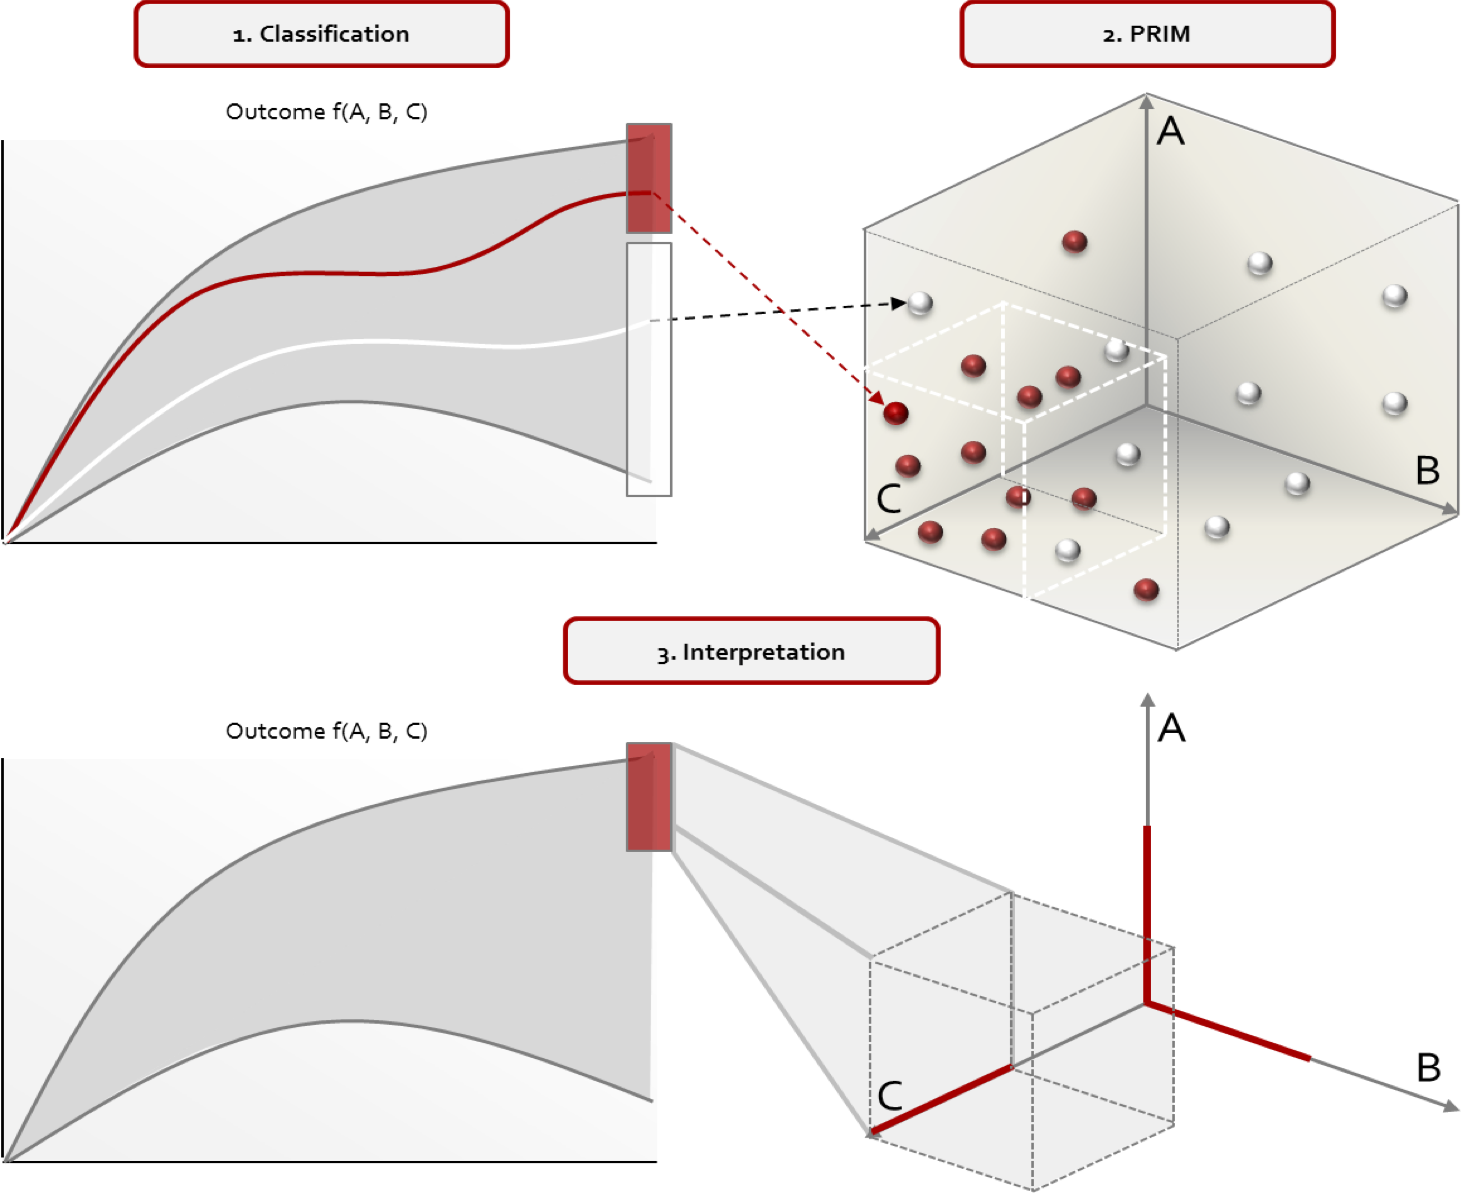 1. Classification
2. PRIM
Outcome f(A, B, C)
A
B
C
3. Interpretation
Outcome f(A, B, C)
A
B
C